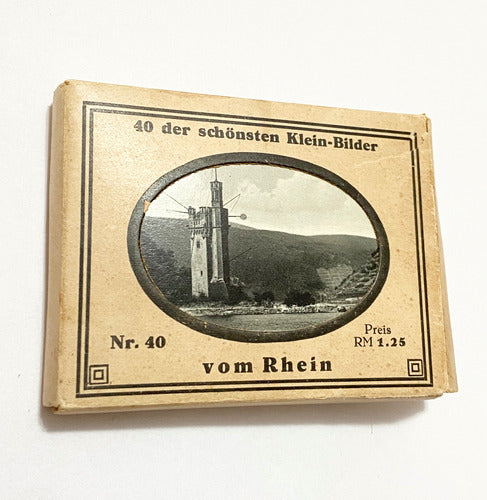 40 der schönsten Klein-Bilder
Nr. 40
Preis
RM 1.25
vom Rhein